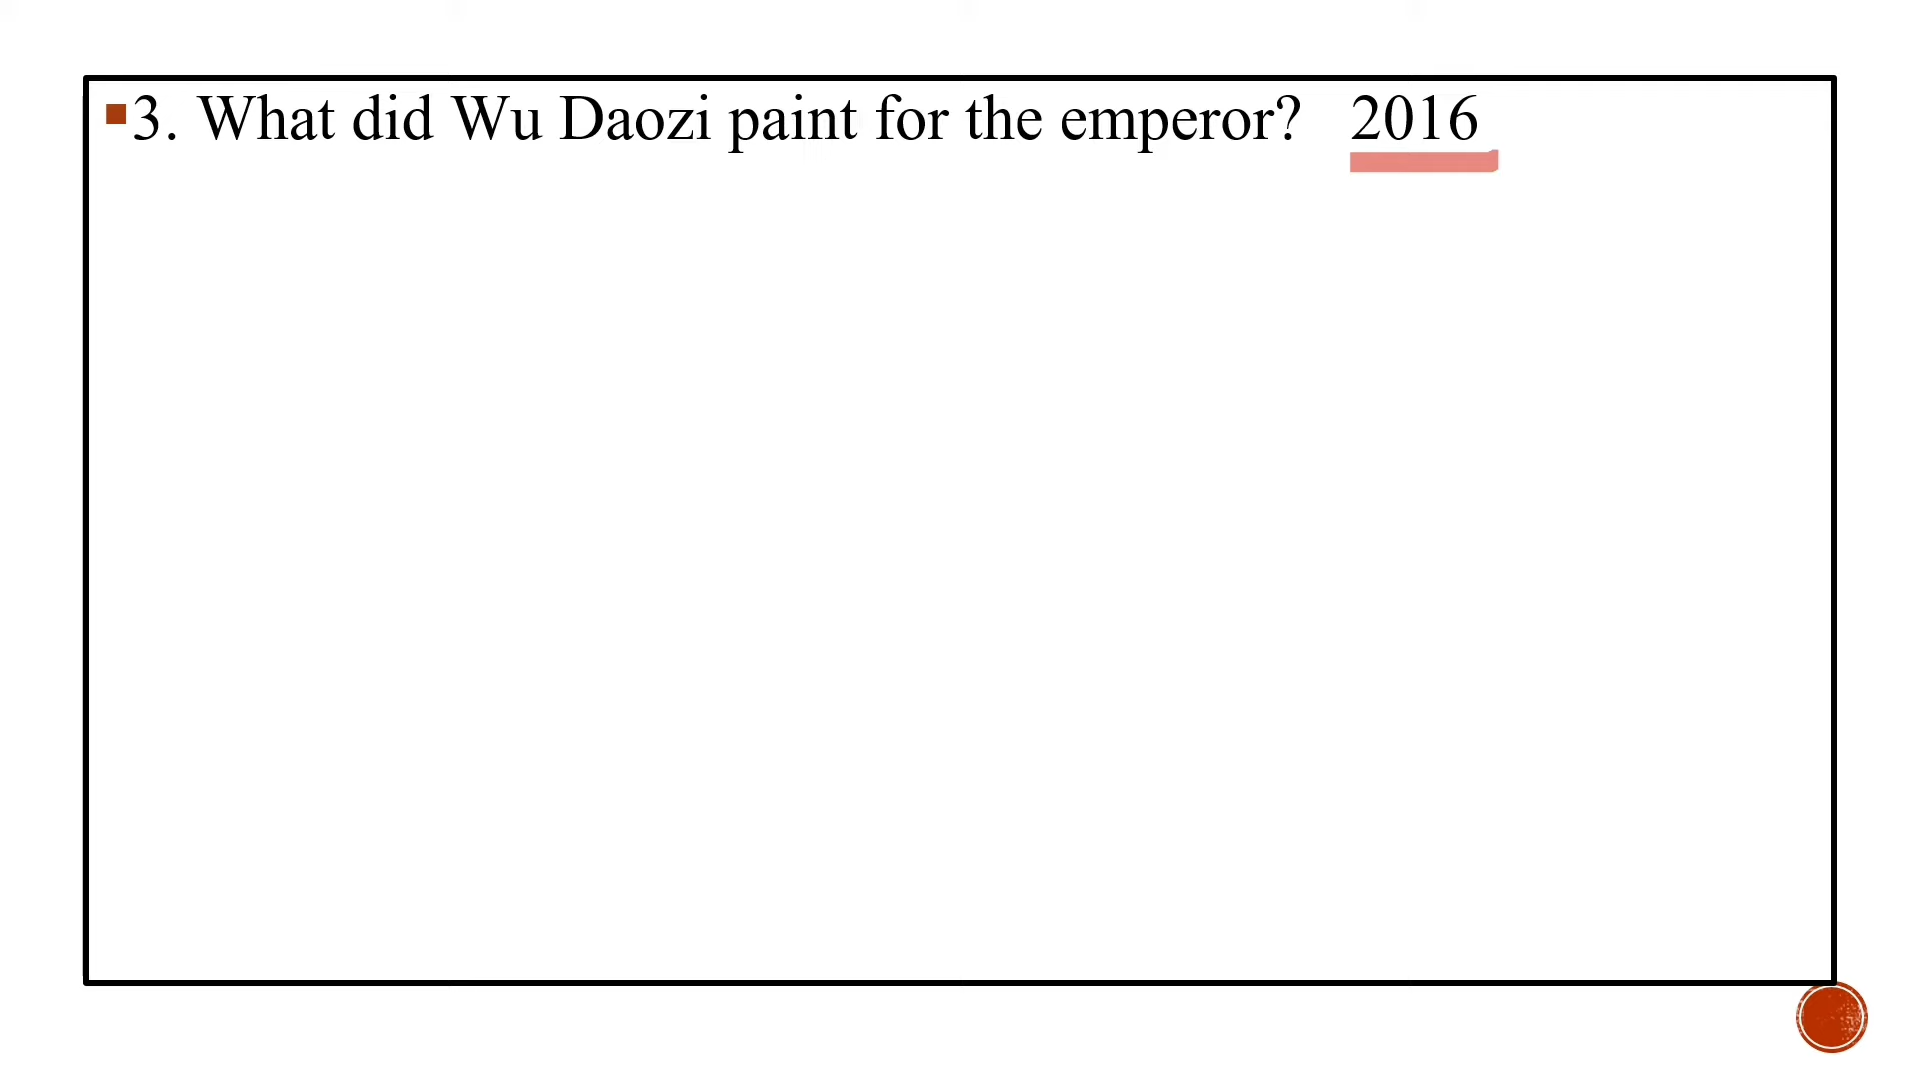 3. What did Wu Daozi paint for the emperor? 2016